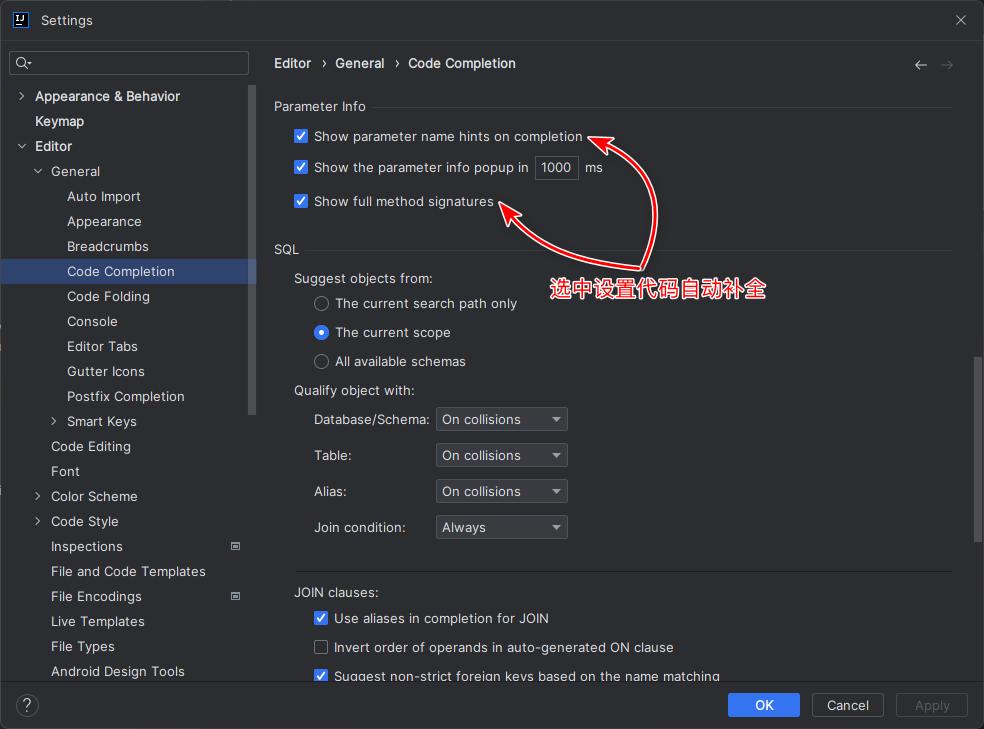 Settings
Editor › General › Code Completion
Appearance & Behavior
Keymap
Editor
General
Auto Import
Appearance
Breadcrumbs
Code Completion
Code Folding
Console
Editor Tabs
Gutter Icons
Postfix Completion
Smart Keys
Code Editing
Font
Color Scheme
Code Style
Inspections
File and Code Templates
File Encodings
Live Templates
File Types
Android Design Tools
Parameter Info
Show parameter name hints on completion
Show the parameter info popup in 1000 ms
Show full method signatures
选中设置代码自动补全
SQL
Suggest objects from:
The current search path only
The current scope
All available schemas
Qualify object with:
Database/Schema: On collisions
Table: On collisions
Alias: On collisions
Join condition: Always
JOIN clauses:
Use aliases in completion for JOIN
Invert order of operands in auto-generated ON clause
Suggest non-strict foreign keys based on the name matching
? OK Cancel Apply